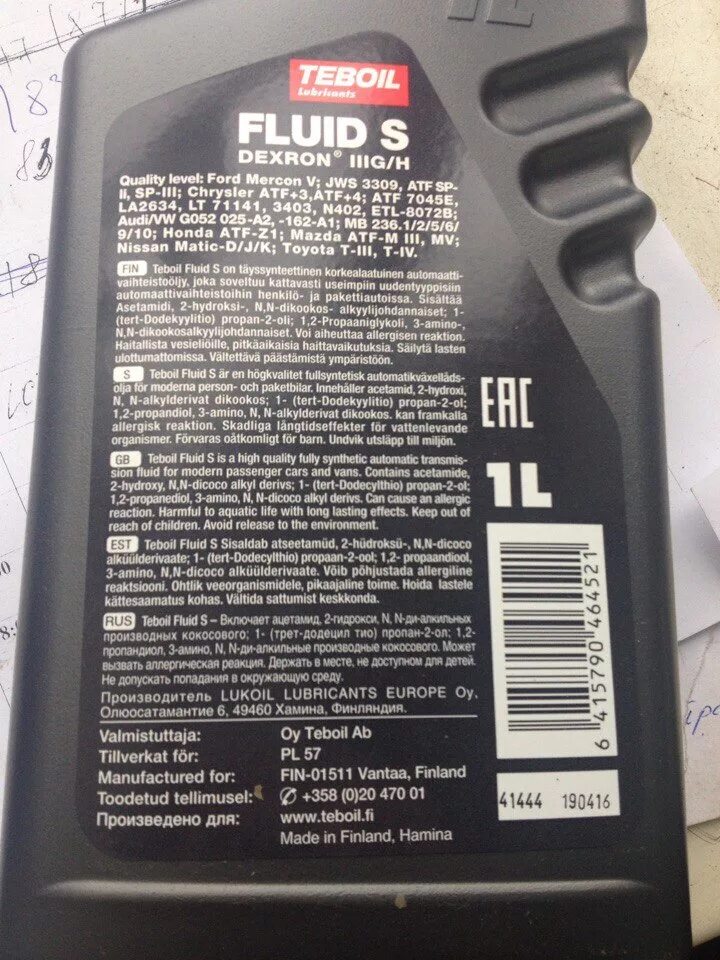 TEBOIL
Lubricants
FLUID S
DEXRON® IIIG/H
Quality level: Ford Mercon V; JWS 3309, ATF SP-
II, SP-III; Chrysler ATF+3,ATF+4; ATF 7045E,
LA2634, LT 71141, 3403, N402, ETL-8072B;
Audi/VW G052 025-A2, -162-A1; MB 236.1/2/5/6/
9/10; Honda ATF-Z1; Mazda ATF-M III, MV;
Nissan Matic-D/J/K; Toyota T-III, T-IV.
FIN Teboil Fluid S on täyssynteettinen korkealaatuinen automaatti-
vaihteistoöljy, joka soveltuu kattavasti useimpiin uudentyyppisiin
automaattivaihteistoihin henkilö- ja pakettiautoissa. Sisältää
Asetamidi, 2-hydroksi-, N,N-dikookos- alkyylijohdannaiset; 1-
(tert-Dodekyylitio) propan-2-oli; 1,2-Propaaniglykoli, 3-amino-,
N,N-dikookosalkyylijohdannaiset. Voi aiheuttaa allergisen reaktion.
Haitallista vesieliöille, pitkäaikaisia haittavaikutuksia. Säilytä lasten
ulottumattomissa. Vältettävä päästämistä ympäristöön.
S Teboil Fluid S är en högkvalitet fullsyntetisk automatikväxellåds-
olja för moderna person- och paketbilar. Innehåller acetamid, 2-hydroxi,
N, N-alkylderivat dikookos; 1- (tert-Dodekyylitio) propan-2-ol;
1,2-propandiol, 3-amino, N, N-alkylderivat dikookos. kan framkalla
allergisk reaktion. Skadliga långtidseffekter för vattenlevande
organismer. Förvaras oåtkomligt för barn. Undvik utsläpp till miljön.
GB Teboil Fluid S is a high quality fully synthetic automatic transmis-
sion fluid for modern passenger cars and vans. Contains acetamide,
2-hydroxy, N,N-dicoco alkyl derivs; 1- (tert-Dodecylthio) propan-2-ol;
1,2-propanediol, 3-amino, N, N-dicoco alkyl derivs. Can cause an allergic
reaction. Harmful to aquatic life with long lasting effects. Keep out of
reach of children. Avoid release to the environment.
EST Teboil Fluid S Sisaldab atseetamüd, 2-hüdroksü-, N,N-dicoco
alküülderivaate; 1- (tert-Dodecylthio) propaan-2-ool; 1,2- propaandiool,
3-amino, N,N-dicoco alküülderivaate. Võib põhjustada allergiline
reaktsiooni. Ohtlik veeorganismidele, pikaajaline toime. Hoida lastele
kättesaamatus kohas. Vältida sattumist keskkonda.
RUS Teboil Fluid S – Включает ацетамид, 2-гидрокси, N, N-ди-алкильных
производных кокосового; 1- (трет-додецил тио) пропан-2-ол; 1,2-
пропандиол, 3-амино, N, N-ди-алкильные производные кокосового. Может
вызвать аллергическая реакция. Держать в месте, не доступном для детей.
Не допускать попадания в окружающую среду.
Производитель LUKOIL LUBRICANTS EUROPE Oy.
Олюосатамантие 6, 49460 Хамина, Финляндия.
Valmistuttaja: Oy Teboil Ab
Tillverkat för: PL 57
Manufactured for: FIN-01511 Vantaa, Finland
Toodetud tellimusel: ✆ +358 (0)20 470 01
Произведено для: www.teboil.fi
Made in Finland, Hamina
EAC
1L
6 415790 464521
41444 190416